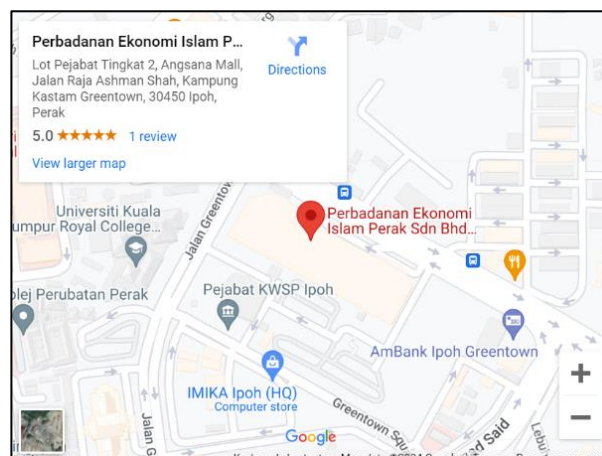 Perbadanan Ekonomi Islam P...
Lot Pejabat Tingkat 2, Angsana Mall,
Jalan Raja Ashman Shah, Kampung
Kastam Greentown, 30450 Ipoh,
Perak
Directions
5.0
1 review
View larger map
Universiti Kuala
umpur Royal College...
Jalan Greentown
Perbadanan Ekonomi
Islam Perak Sdn Bhd...
olej Perubatan Perak
Pejabat KWSP Ipoh
AmBank Ipoh Greentown
IMIKA Ipoh (HQ)
Computer store
Jalan Gree
Greentown Squ
ed Said
Lebu
Google
+
−